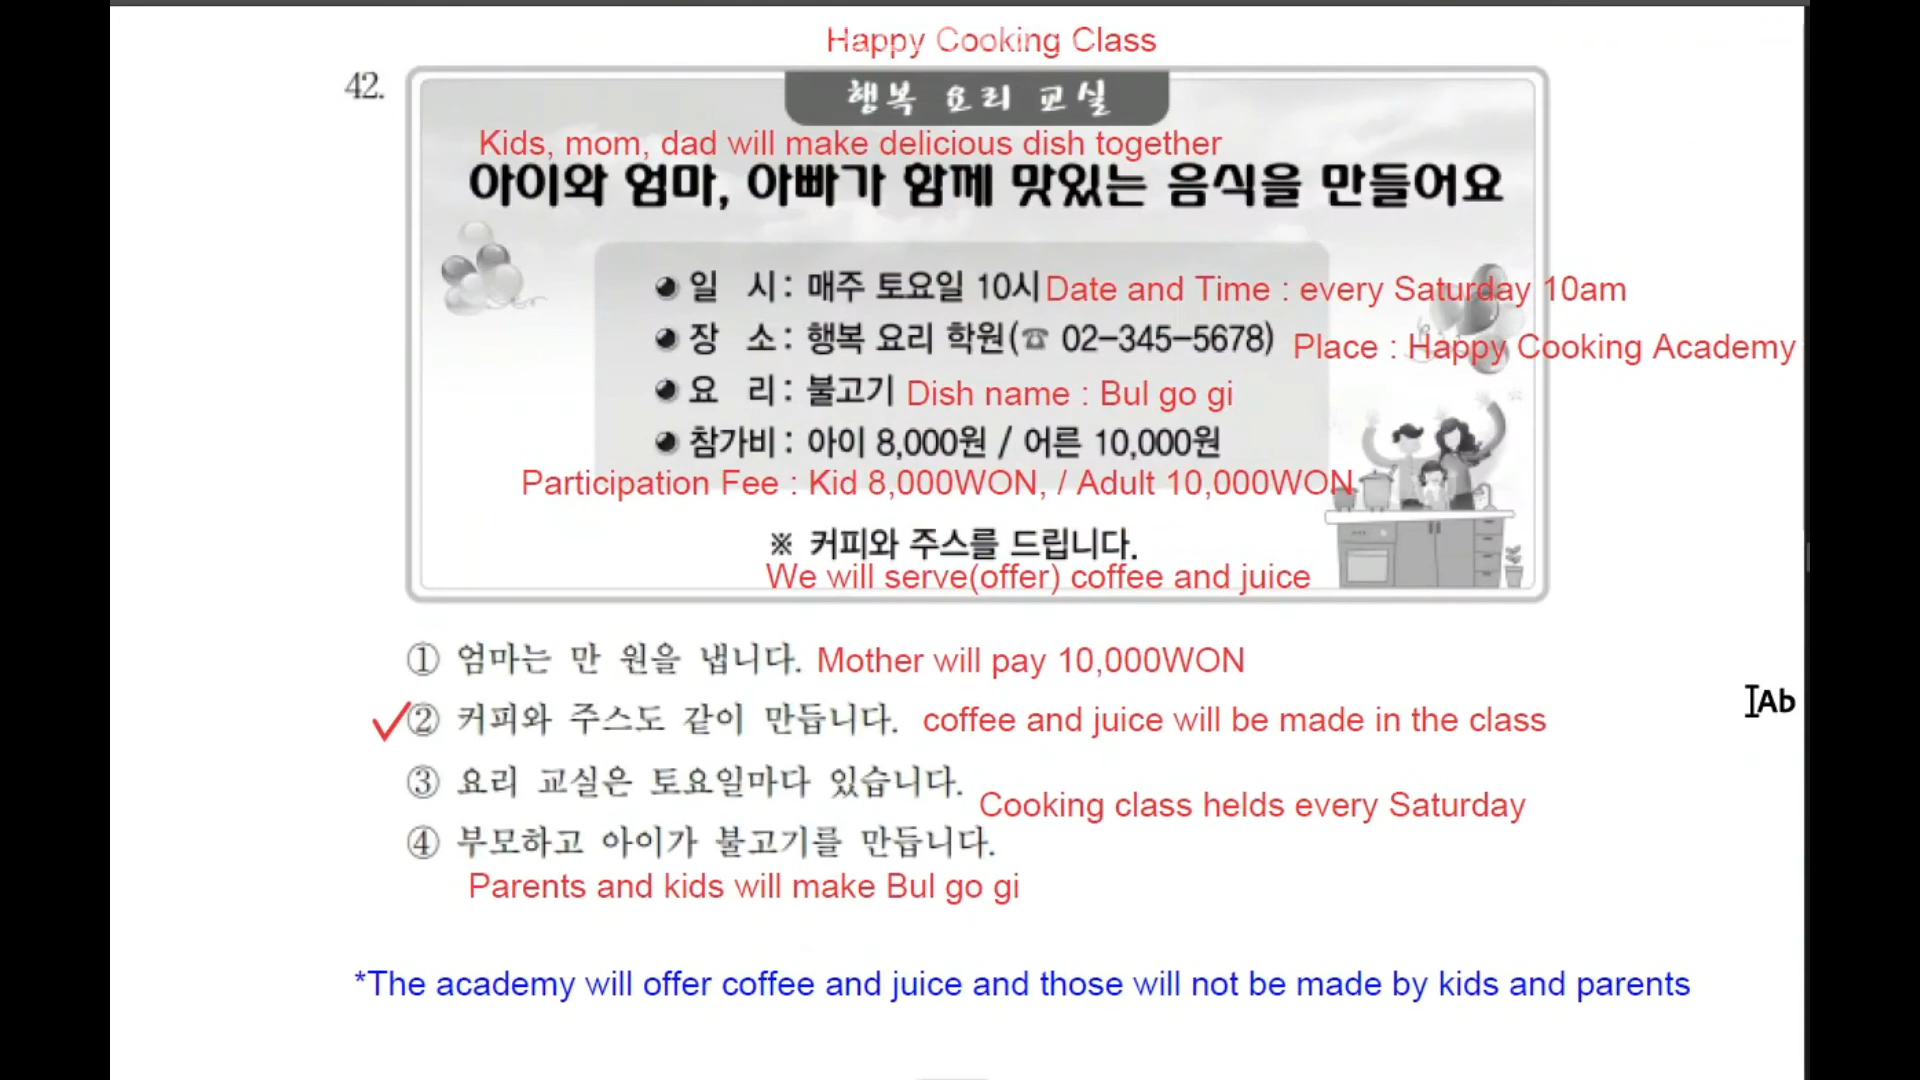 Happy Cooking Class
42.
행복 요리 교실
Kids, mom, dad will make delicious dish together
아이와 엄마, 아빠가 함께 맛있는 음식을 만들어요
일 시 : 매주 토요일 10시 Date and Time : every Saturday 10am
장 소 : 행복 요리 학원(☎ 02-345-5678) Place : Happy Cooking Academy
요 리 : 불고기 Dish name : Bul go gi
참가비 : 아이 8,000원 / 어른 10,000원
Participation Fee : Kid 8,000WON, / Adult 10,000WON
※ 커피와 주스를 드립니다.
We will serve(offer) coffee and juice
① 엄마는 만 원을 냅니다. Mother will pay 10,000WON
② 커피와 주스도 같이 만듭니다. coffee and juice will be made in the class
③ 요리 교실은 토요일마다 있습니다.
Cooking class helds every Saturday
④ 부모하고 아이가 불고기를 만듭니다.
Parents and kids will make Bul go gi
*The academy will offer coffee and juice and those will not be made by kids and parents
Ab